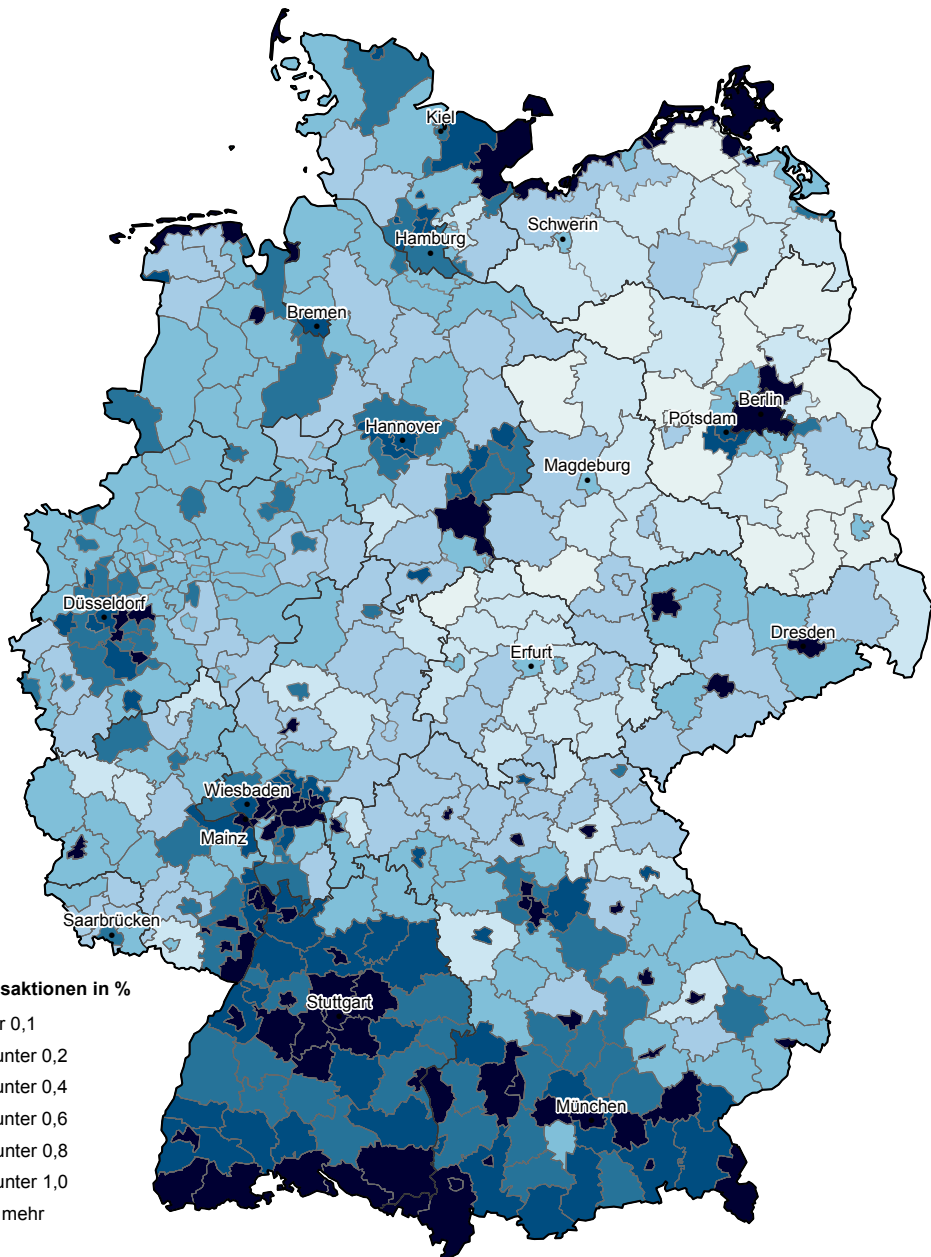 Kiel
Schwerin
Hamburg
Bremen
Berlin
Potsdam
Hannover
Magdeburg
Düsseldorf
Dresden
Erfurt
Wiesbaden
Mainz
Saarbrücken
saktionen in %
r 0,1
unter 0,2
unter 0,4
unter 0,6
unter 0,8
unter 1,0
mehr
Stuttgart
München